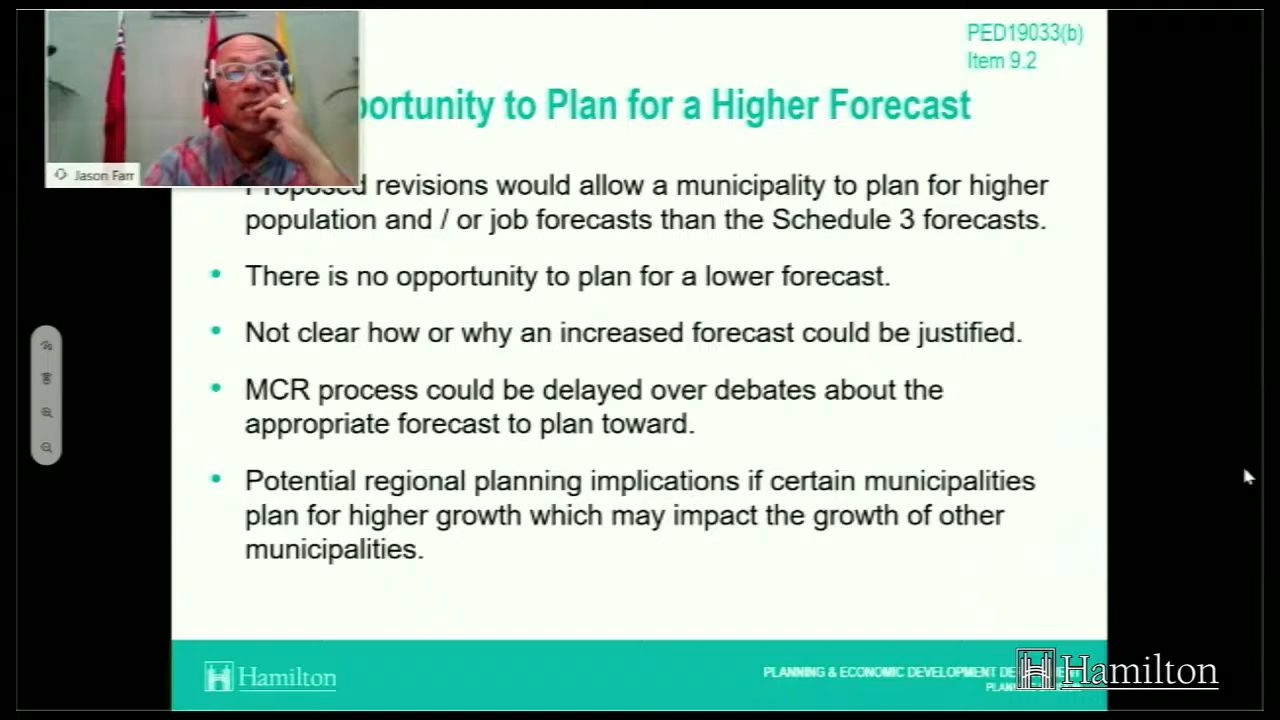 PED19033(b)
Item 9.2
portunity to Plan for a Higher Forecast
Jason Farr
Proposed revisions would allow a municipality to plan for higher
population and / or job forecasts than the Schedule 3 forecasts.
• There is no opportunity to plan for a lower forecast.
• Not clear how or why an increased forecast could be justified.
• MCR process could be delayed over debates about the
appropriate forecast to plan toward.
• Potential regional planning implications if certain municipalities
plan for higher growth which may impact the growth of other
municipalities.
Hamilton
PLANNING & ECONOMIC DEVELOPMENT
Hamilton